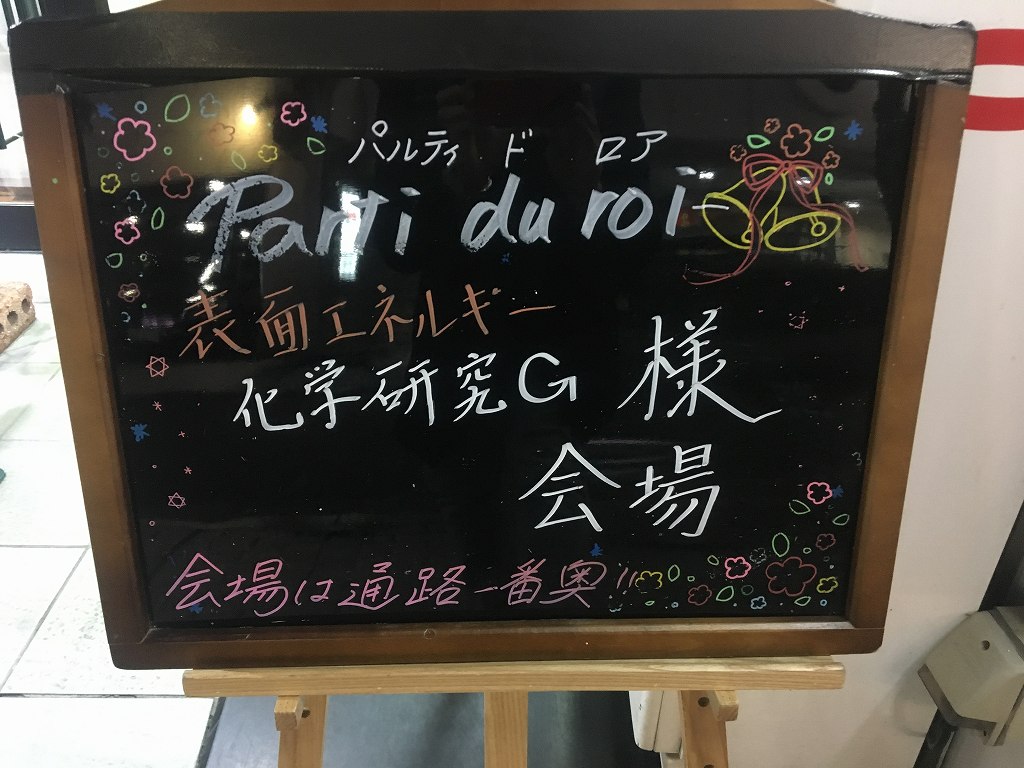 パルティ ド ロア
Parti du roi
表面エネルギー
化学研究G 様
会場
会場は通路一番奥!!